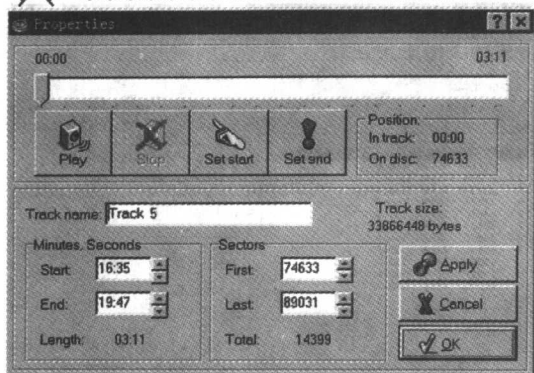 Properties
00:00 03:11
Play Stop Set start Set snd
Position:
In track: 00:00
On disc: 74633
Track name: Track 5
Track size:
33866448 bytes
Minutes, Seconds
Start: 16:35
End: 19:47
Length: 03:11
Sectors
First: 74633
Last: 89031
Total: 14399
Apply
Cancel
OK